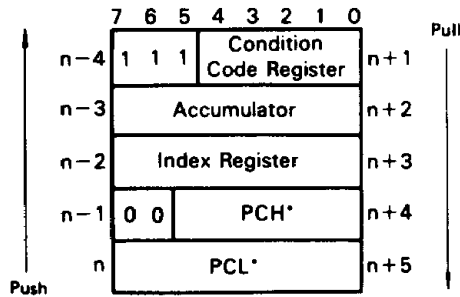 7 6 5 4 3 2 1 0
Pull
n-4 1 1 1 Condition Code Register n+1
n-3 Accumulator n+2
n-2 Index Register n+3
n-1 0 0 PCH* n+4
n PCL* n+5
Push